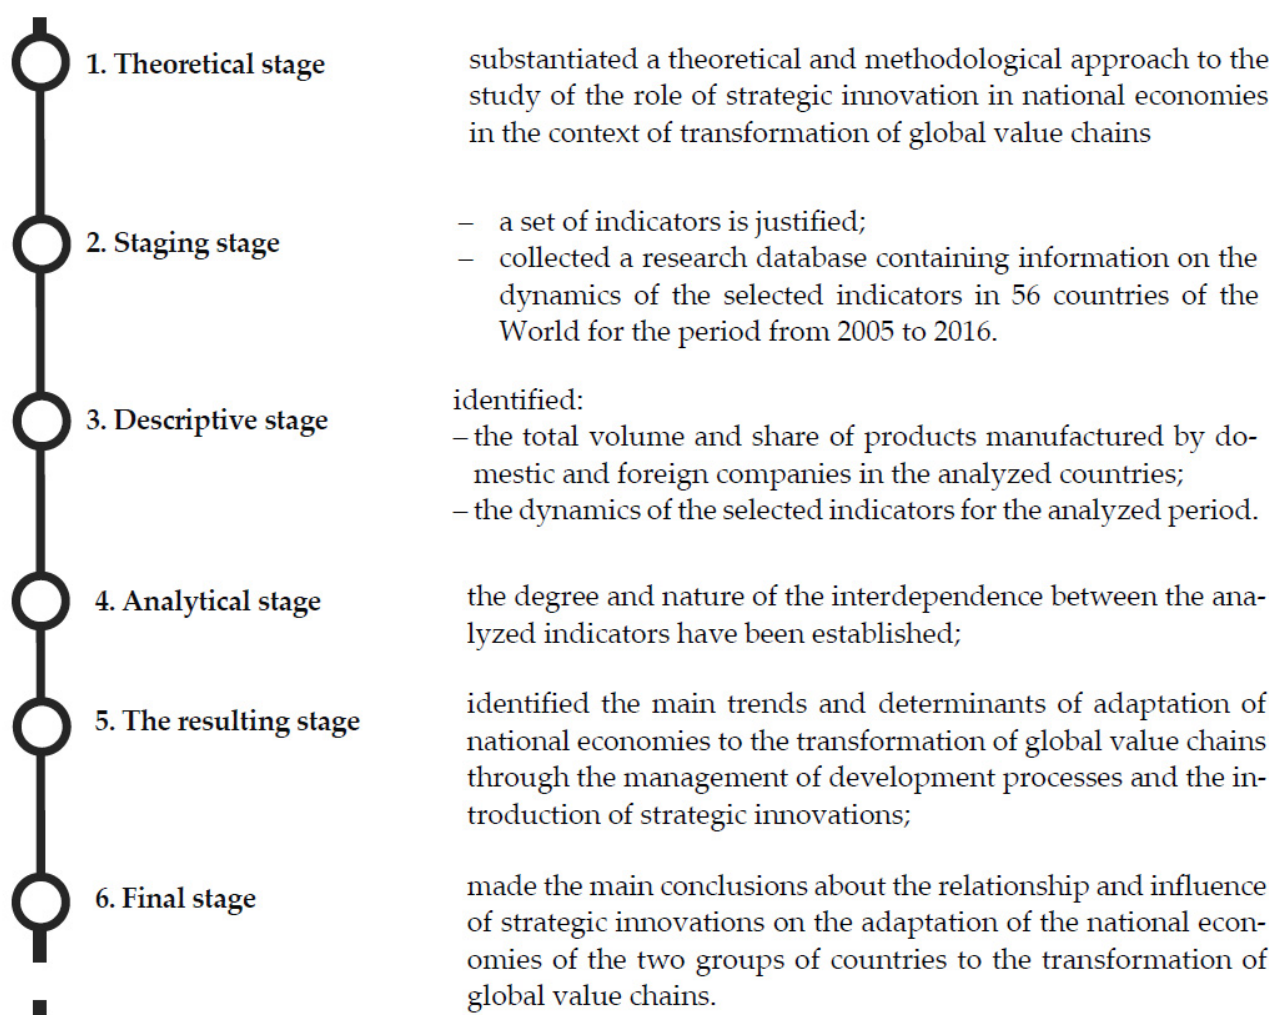 1. Theoretical stage
substantiated a theoretical and methodological approach to the
study of the role of strategic innovation in national economies
in the context of transformation of global value chains
2. Staging stage
– a set of indicators is justified;
– collected a research database containing information on the
dynamics of the selected indicators in 56 countries of the
World for the period from 2005 to 2016.
3. Descriptive stage
identified:
– the total volume and share of products manufactured by do-
mestic and foreign companies in the analyzed countries;
– the dynamics of the selected indicators for the analyzed period.
4. Analytical stage
the degree and nature of the interdependence between the ana-
lyzed indicators have been established;
5. The resulting stage
identified the main trends and determinants of adaptation of
national economies to the transformation of global value chains
through the management of development processes and the in-
troduction of strategic innovations;
6. Final stage
made the main conclusions about the relationship and influence
of strategic innovations on the adaptation of the national econ-
omies of the two groups of countries to the transformation of
global value chains.